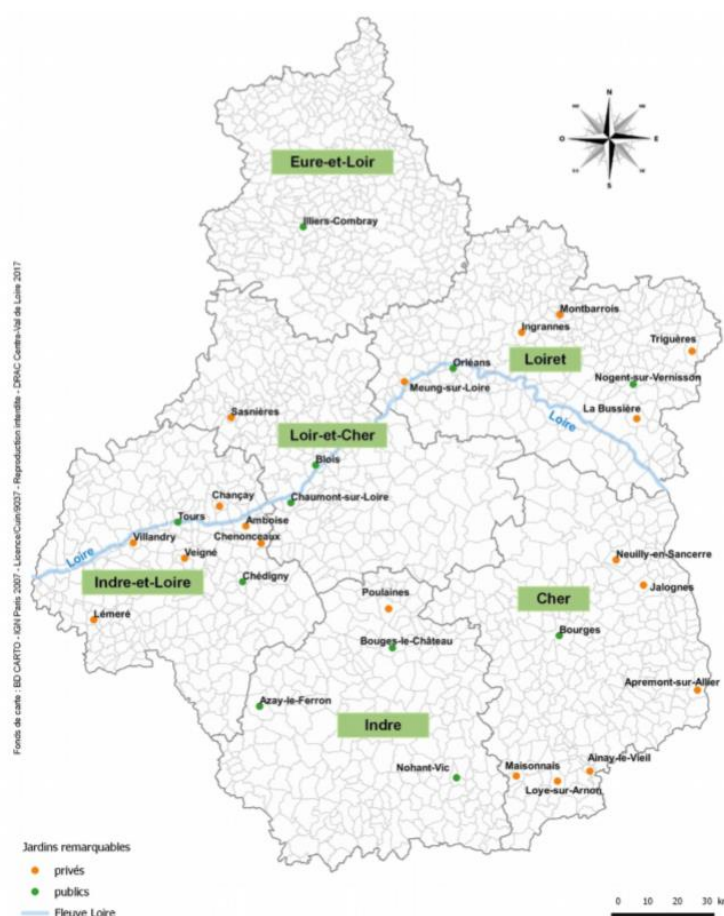 N
O
E
S
Eure-et-Loir
Illiers-Combray
Montbarrois
Ingrannes
Triguères
Loiret
Orléans
Nogent-sur-Vernisson
Meung-sur-Loire
La Bussière
Sasnières
Loire
Loir-et-Cher
Blois
Chançay
Chaumont-sur-Loire
Tours
Amboise
Villandry
Chenonceaux
Loire
Veigné
Neuilly-en-Sancerre
Indre-et-Loire
Chédigny
Jalognes
Poulaines
Cher
Lémeré
Bourges
Bouges-le-Château
Apremont-sur-Allier
Azay-le-Ferron
Indre
Nohant-Vic
Maisonnais
Ainay-le-Vieil
Loye-sur-Arnon
Fonds de carte : BD CARTO - IGN Paris 2007 - Licence/Cuin/9037 - Reproduction interdite - DRAC Centre-Val de Loire 2017
Jardins remarquables
privés
publics
Fleuve Loire
0 10 20 30 km